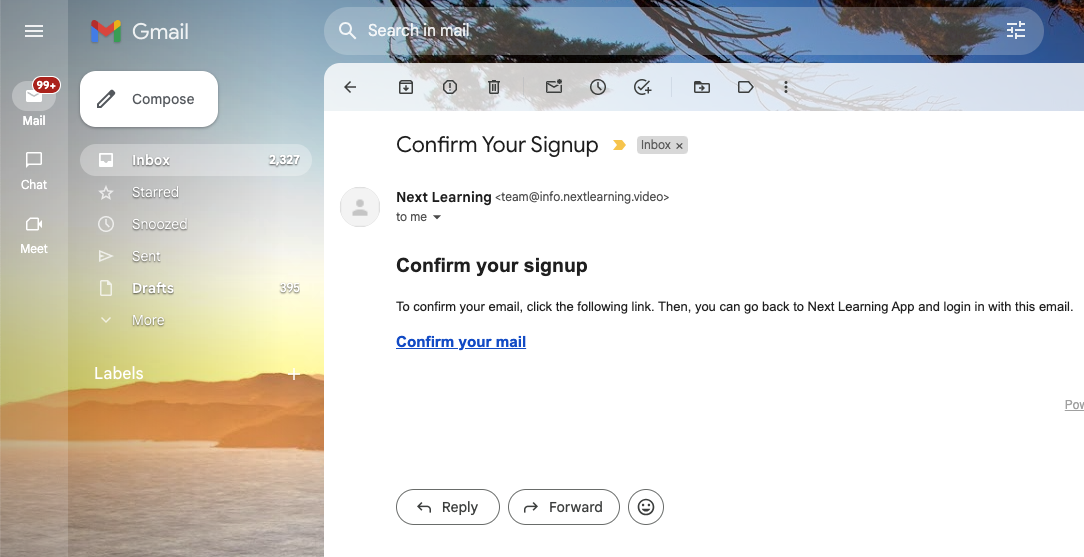 Gmail
Search in mail
99+
Mail
Chat
Meet
Compose
Inbox 2,327
Starred
Snoozed
Sent
Drafts 395
More
Labels +
Confirm Your Signup Inbox ×
Next Learning <team@info.nextlearning.video>
to me
Confirm your signup
To confirm your email, click the following link. Then, you can go back to Next Learning App and login in with this email.
Confirm your mail
Pow
Reply
Forward